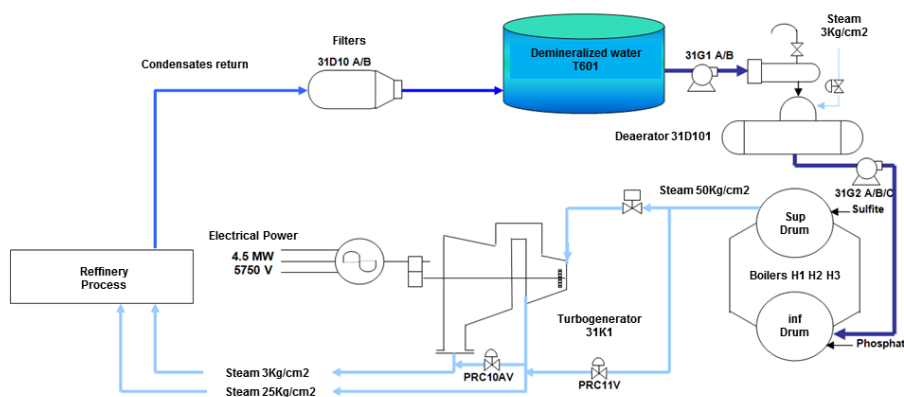 Steam
3Kg/cm2
Filters
31D10 A/B
Condensates return
Demineralized water
T601
31G1 A/B
Deaerator 31D101
31G2 A/B/C
Steam 50Kg/cm2
Sulfite
Sup
Drum
Electrical Power
4.5 MW
5750 V
Reffinery
Process
Boilers H1 H2 H3
Turbogenerator
31K1
inf
Drum
Phosphat
Steam 3Kg/cm2
PRC10AV
PRC11V
Steam 25Kg/cm2